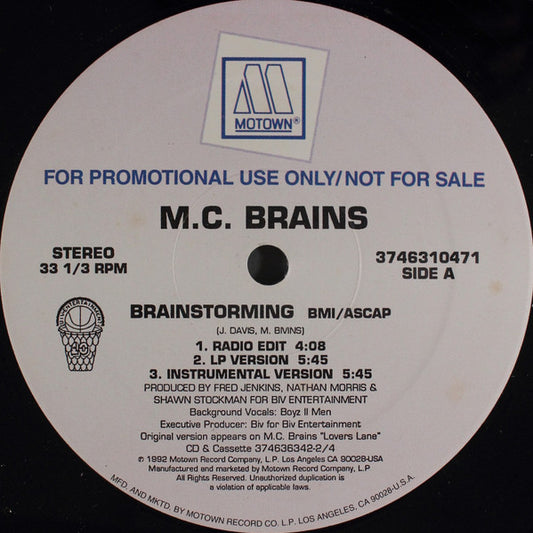 MOTOWN®
FOR PROMOTIONAL USE ONLY/NOT FOR SALE
M.C. BRAINS
STEREO
33 1/3 RPM
3746310471
SIDE A
BRAINSTORMING BMI/ASCAP
(J. DAVIS, M. BIVINS)
1. RADIO EDIT 4:08
2. LP VERSION 5:45
3. INSTRUMENTAL VERSION 5:45
PRODUCED BY FRED JENKINS, NATHAN MORRIS &
SHAWN STOCKMAN FOR BIV ENTERTAINMENT
Background Vocals: Boyz II Men
Executive Producer: Biv for Biv Entertainment
Original version appears on M.C. Brains "Lovers Lane"
CD & Cassette 374636342-2/4
℗ 1992 Motown Record Company, L.P. Los Angeles CA 90028-USA
Manufactured and marketed by Motown Record Company, L.P.
All Rights Reserved. Unauthorized duplication is
a violation of applicable laws.
MFD. AND MKTD. BY MOTOWN RECORD CO. L.P. LOS ANGELES, CA 90028-U.S.A.